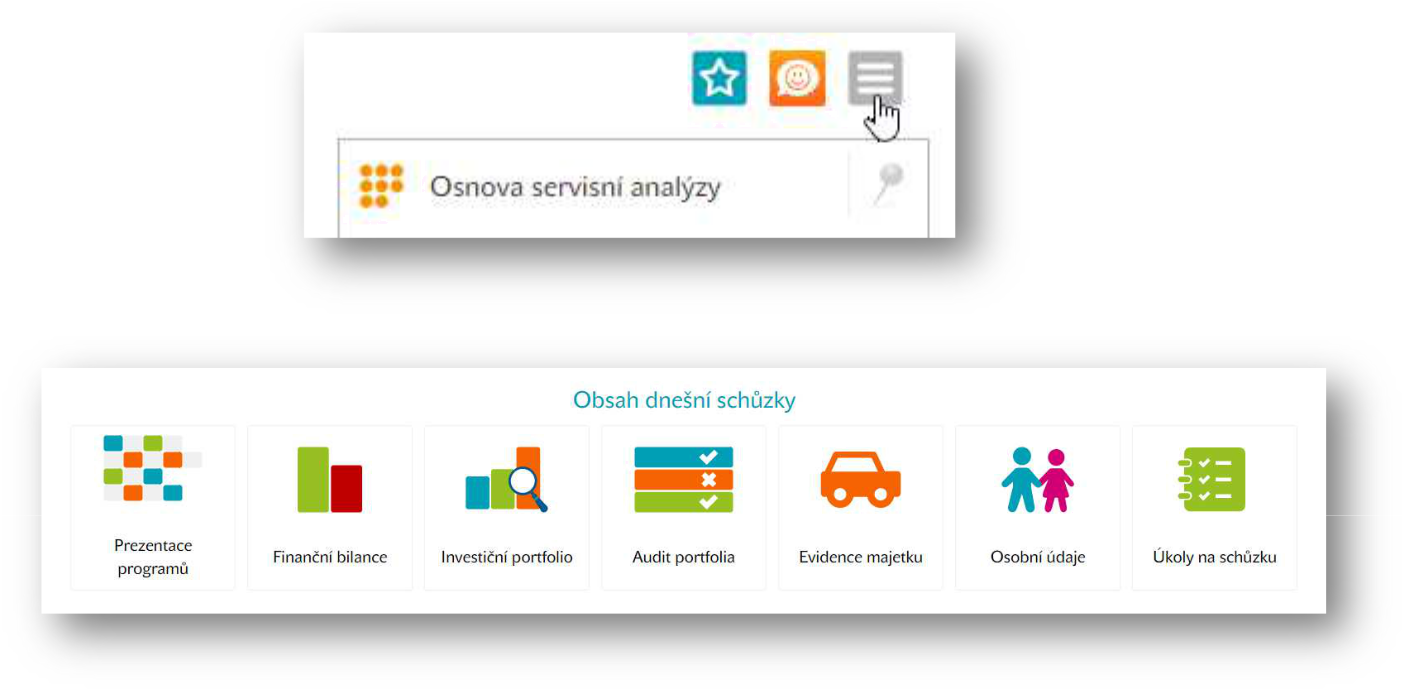 Osnova servisní analýzy
Obsah dnešní schůzky
Prezentace
programů
Finanční bilance
Investiční portfolio
Audit portfolia
Evidence majetku
Osobní údaje
Úkoly na schůzku